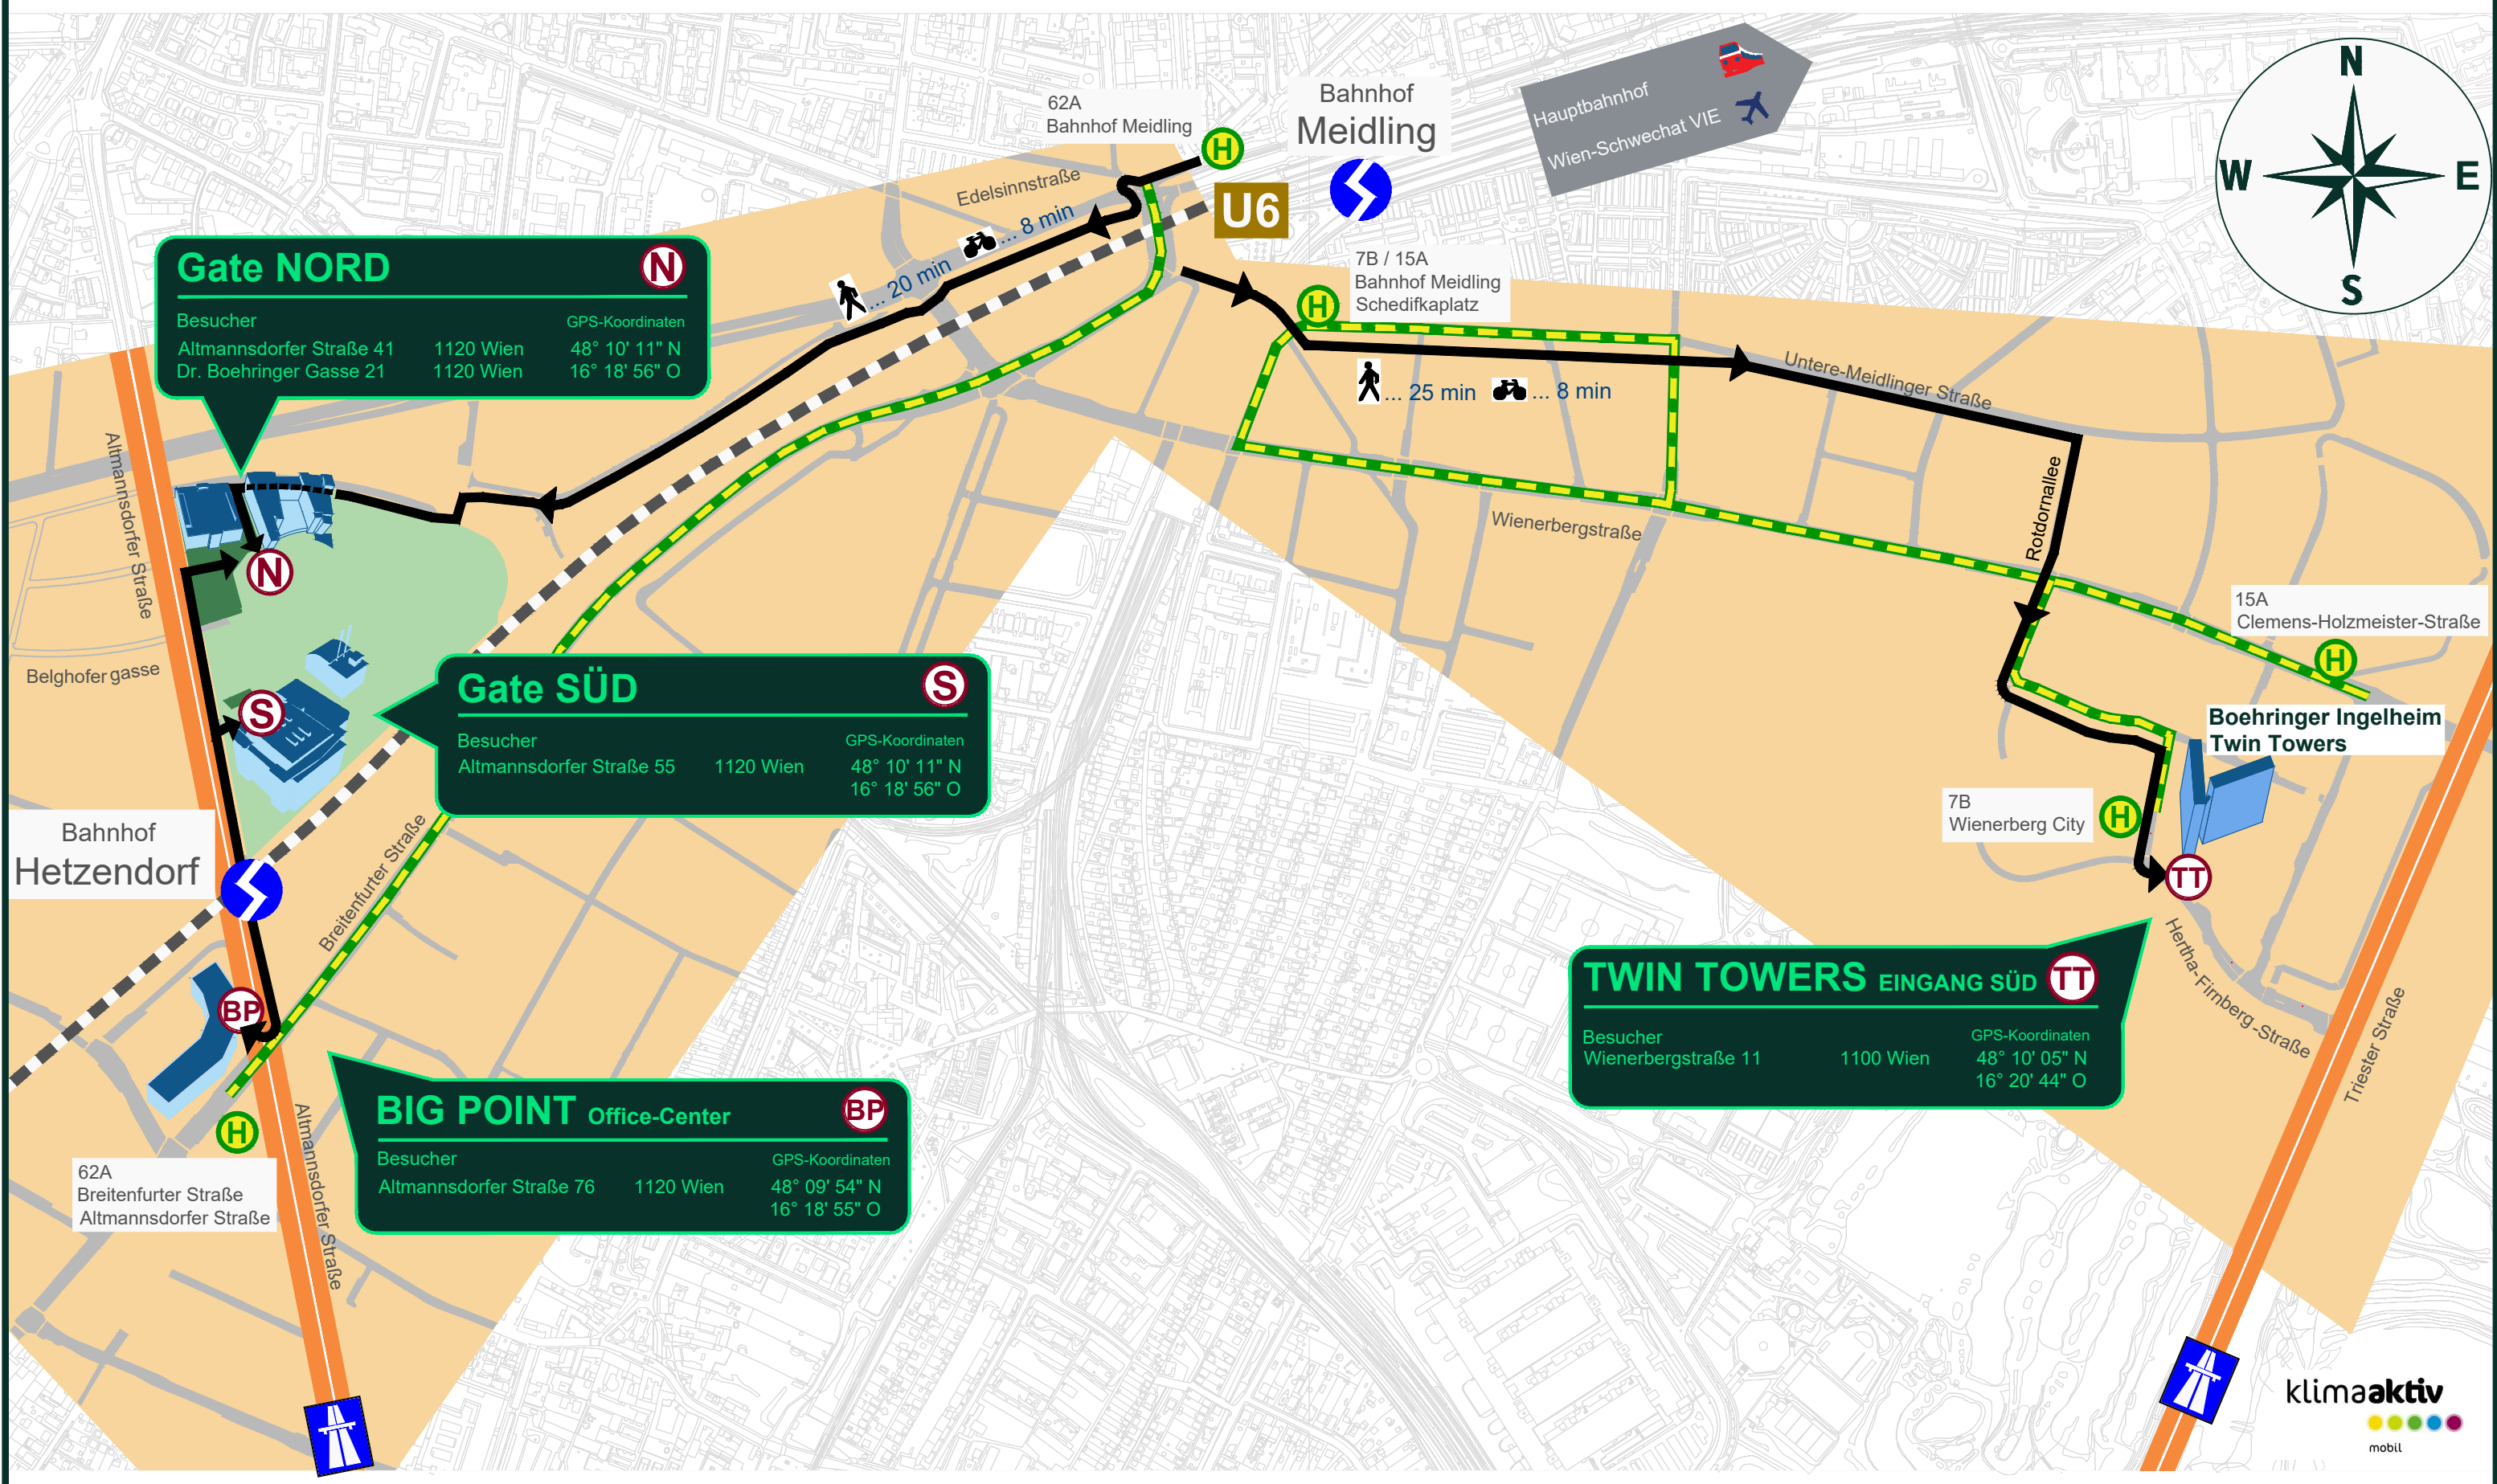 62A
Bahnhof Meidling
H
Bahnhof
Meidling
U6
Hauptbahnhof
Wien-Schwechat VIE
N
W
E
S
Edelsinnstraße
... 8 min
... 20 min
7B / 15A
Bahnhof Meidling
Schedifkaplatz
H
... 25 min
... 8 min
Untere-Meidlinger Straße
Rotdornallee
Wienerbergstraße
Gate NORD
N
Besucher
GPS-Koordinaten
Altmannsdorfer Straße 41 1120 Wien 48° 10' 11" N
Dr. Boehringer Gasse 21 1120 Wien 16° 18' 56" O
Altmannsdorfer Straße
N
Belghofergasse
S
Gate SÜD
S
Besucher
GPS-Koordinaten
Altmannsdorfer Straße 55 1120 Wien 48° 10' 11" N
16° 18' 56" O
15A
Clemens-Holzmeister-Straße
H
Boehringer Ingelheim
Twin Towers
7B
Wienerberg City
H
TT
Bahnhof
Hetzendorf
Breitenfurter Straße
BP
H
62A
Breitenfurter Straße
Altmannsdorfer Straße
Altmannsdorfer Straße
BIG POINT Office-Center
BP
Besucher
GPS-Koordinaten
Altmannsdorfer Straße 76 1120 Wien 48° 09' 54" N
16° 18' 55" O
TWIN TOWERS EINGANG SÜD
TT
Besucher
GPS-Koordinaten
Wienerbergstraße 11 1100 Wien 48° 10' 05" N
16° 20' 44" O
Hertha-Firnberg-Straße
Triester Straße
klimaaktiv
mobil